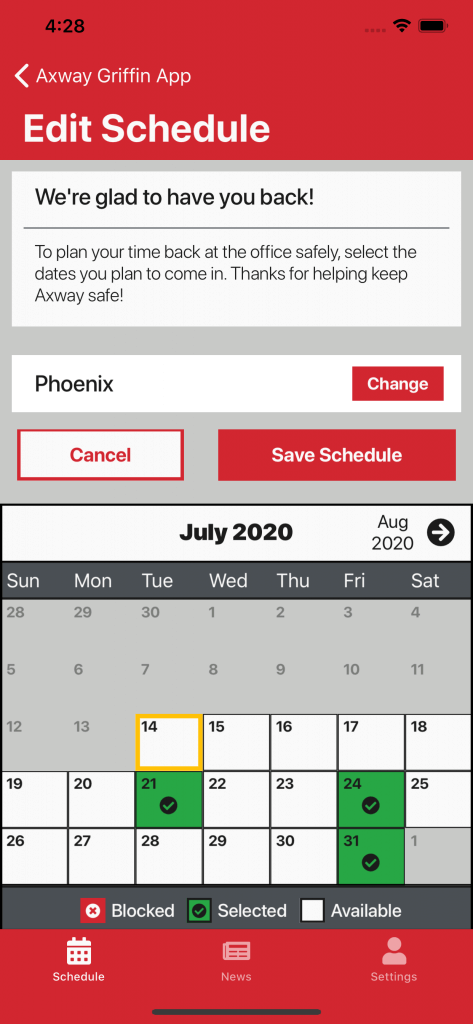 4:28
Axway Griffin App
Edit Schedule
We're glad to have you back!
To plan your time back at the office safely, select the
dates you plan to come in. Thanks for helping keep
Axway safe!
Phoenix
Change
Cancel
Save Schedule
July 2020
Aug
2020
Sun Mon Tue Wed Thu Fri Sat
28 29 30 1 2 3 4
5 6 7 8 9 10 11
12 13 14 15 16 17 18
19 20 21 22 23 24 25
26 27 28 29 30 31 1
Blocked Selected Available
Schedule News Settings